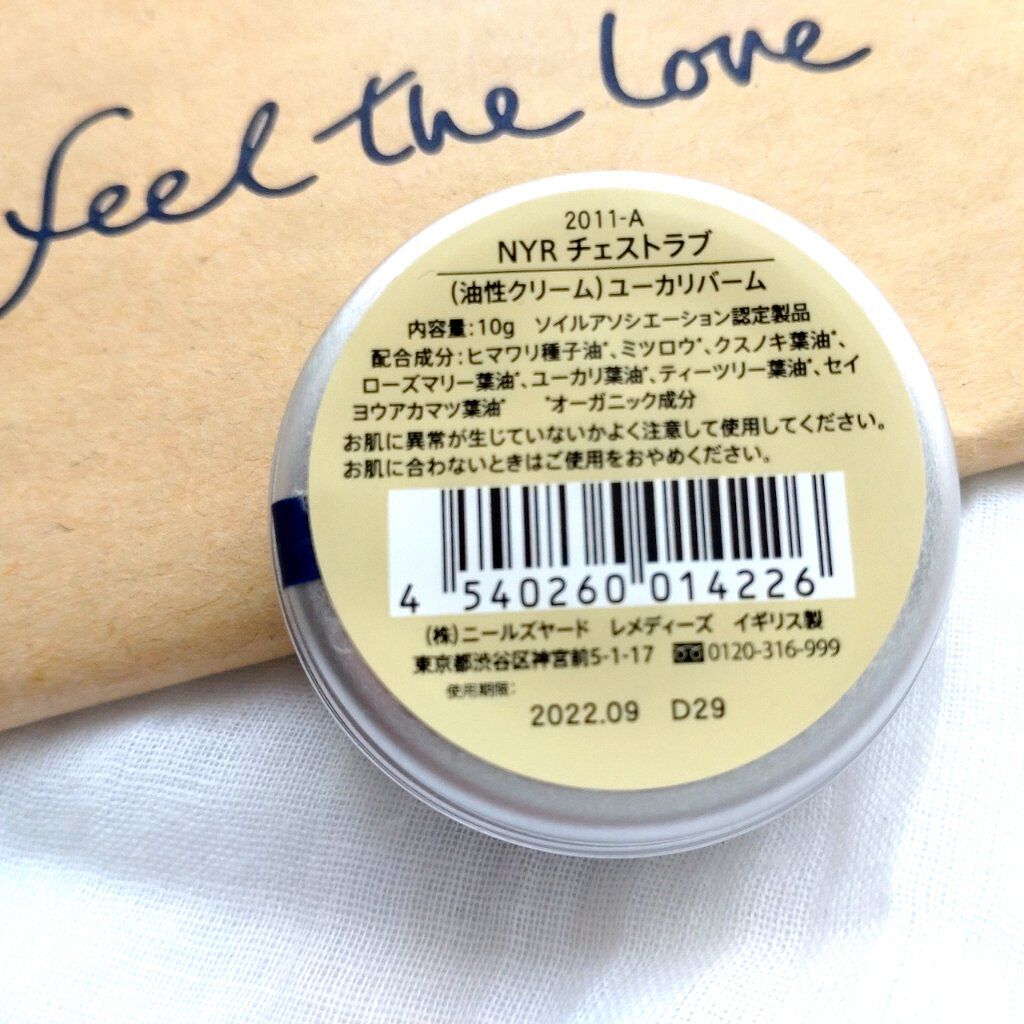 feel the love
2011-A
NYR チェストラブ
(油性クリーム)ユーカリバーム
内容量:10g ソイルアソシエーション認定製品
配合成分:ヒマワリ種子油*、ミツロウ*、クスノキ葉油*、
ローズマリー葉油*、ユーカリ葉油*、ティーツリー葉油*、セイ
ヨウアカマツ葉油* *オーガニック成分
お肌に異常が生じていないかよく注意して使用してください。
お肌に合わないときはご使用をおやめください。
4 540260 014226
(株)ニールズヤード レメディーズ イギリス製
東京都渋谷区神宮前5-1-17 0120-316-999
使用期限:
2022.09 D29